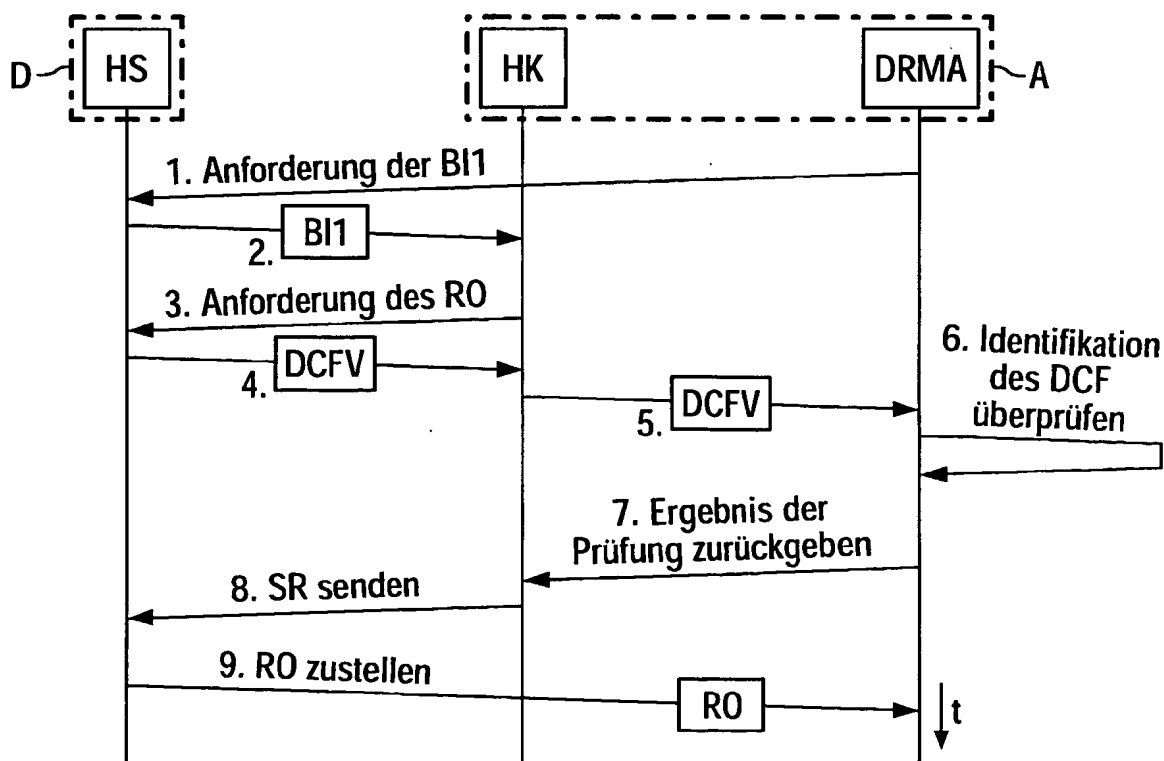 D
HS
HK
DRMA
A
1. Anforderung der BI1
2.
BI1
3. Anforderung des RO
4.
DCFV
5.
DCFV
6. Identifikation
des DCF
überprüfen
7. Ergebnis der
Prüfung zurückgeben
8. SR senden
9. RO zustellen
RO
t